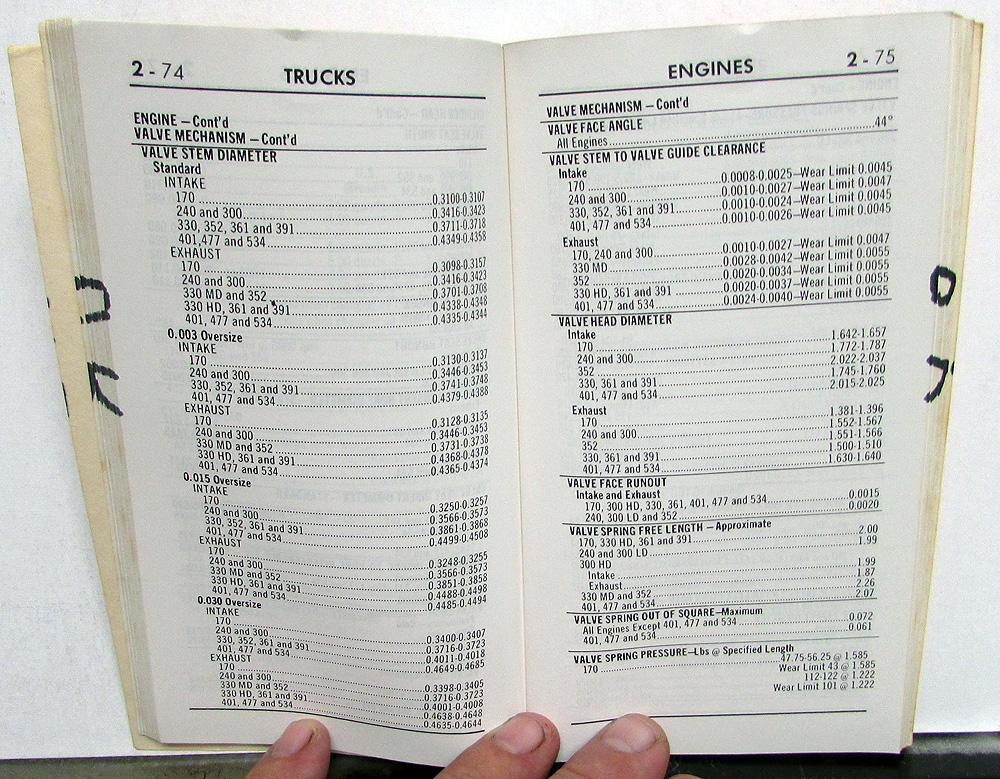 2 - 74
TRUCKS
ENGINE – Cont'd
VALVE MECHANISM – Cont'd
VALVE STEM DIAMETER
Standard
INTAKE
170 0.3100-0.3107
240 and 300 0.3416-0.3423
330, 352, 361 and 391 0.3711-0.3718
401, 477 and 534 0.4349-0.4358
EXHAUST
170 0.3098-0.3157
240 and 300 0.3416-0.3423
330 MD and 352 0.3701-0.3708
330 HD, 361 and 391 0.4338-0.4348
401, 477 and 534 0.4335-0.4344
0.003 Oversize
INTAKE
170 0.3130-0.3137
240 and 300 0.3446-0.3453
330, 352, 361 and 391 0.3741-0.3748
401, 477 and 534 0.4379-0.4388
EXHAUST
170 0.3128-0.3135
240 and 300 0.3446-0.3453
330 MD and 352 0.3731-0.3738
330 HD, 361 and 391 0.4368-0.4378
401, 477 and 534 0.4365-0.4374
0.015 Oversize
INTAKE
170 0.3250-0.3257
240 and 300 0.3566-0.3573
330, 352, 361 and 391 0.3861-0.3868
401, 477 and 534 0.4499-0.4508
EXHAUST
170 0.3248-0.3255
240 and 300 0.3566-0.3573
330 MD and 352 0.3851-0.3858
330 HD, 361 and 391 0.4488-0.4498
401, 477 and 534 0.4485-0.4494
0.030 Oversize
INTAKE
170 0.3400-0.3407
240 and 300 0.3716-0.3723
330, 352, 361 and 391 0.4011-0.4018
401, 477 and 534 0.4649-0.4685
EXHAUST
170 0.3398-0.3405
240 and 300 0.3716-0.3723
330 MD and 352 0.4001-0.4008
330 HD, 361 and 391 0.4638-0.4648
401, 477 and 534 0.4635-0.4644
ENGINES
2 - 75
VALVE MECHANISM – Cont'd
VALVE FACE ANGLE
All Engines 44°
VALVE STEM TO VALVE GUIDE CLEARANCE
Intake
170 0.0008-0.0025–Wear Limit 0.0045
240 and 300 0.0010-0.0027–Wear Limit 0.0047
330, 352, 361 and 391 0.0010-0.0024–Wear Limit 0.0045
401, 477 and 534 0.0010-0.0026–Wear Limit 0.0045
Exhaust
170, 240 and 300 0.0010-0.0027–Wear Limit 0.0047
330 MD 0.0028-0.0042–Wear Limit 0.0055
352 0.0020-0.0034–Wear Limit 0.0055
330 HD, 361 and 391 0.0020-0.0037–Wear Limit 0.0055
401, 477 and 534 0.0024-0.0040–Wear Limit 0.0055
VALVE HEAD DIAMETER
Intake
170 1.642-1.657
240 and 300 1.772-1.787
352 2.022-2.037
330, 361 and 391 1.745-1.760
401, 477 and 534 2.015-2.025
Exhaust
170 1.381-1.396
240 and 300 1.552-1.567
352 1.551-1.566
330, 361 and 391 1.500-1.510
401, 477 and 534 1.630-1.640
VALVE FACE RUNOUT
Intake and Exhaust
170, 300 HD, 330, 361, 401, 477 and 534 0.0015
240, 300 LD and 352 0.0020
VALVE SPRING FREE LENGTH – Approximate
170, 330 HD, 361 and 391 2.00
240 and 300 LD 1.99
300 HD
Intake 1.99
Exhaust 1.87
330 MD and 352 2.26
401, 477 and 534 2.07
VALVE SPRING OUT OF SQUARE–Maximum
All Engines Except 401, 477 and 534 0.072
401, 477 and 534 0.061
VALVE SPRING PRESSURE–Lbs @ Specified Length
170 47.75-56.25 @ 1.585
Wear Limit 43 @ 1.585
112-122 @ 1.222
Wear Limit 101 @ 1.222